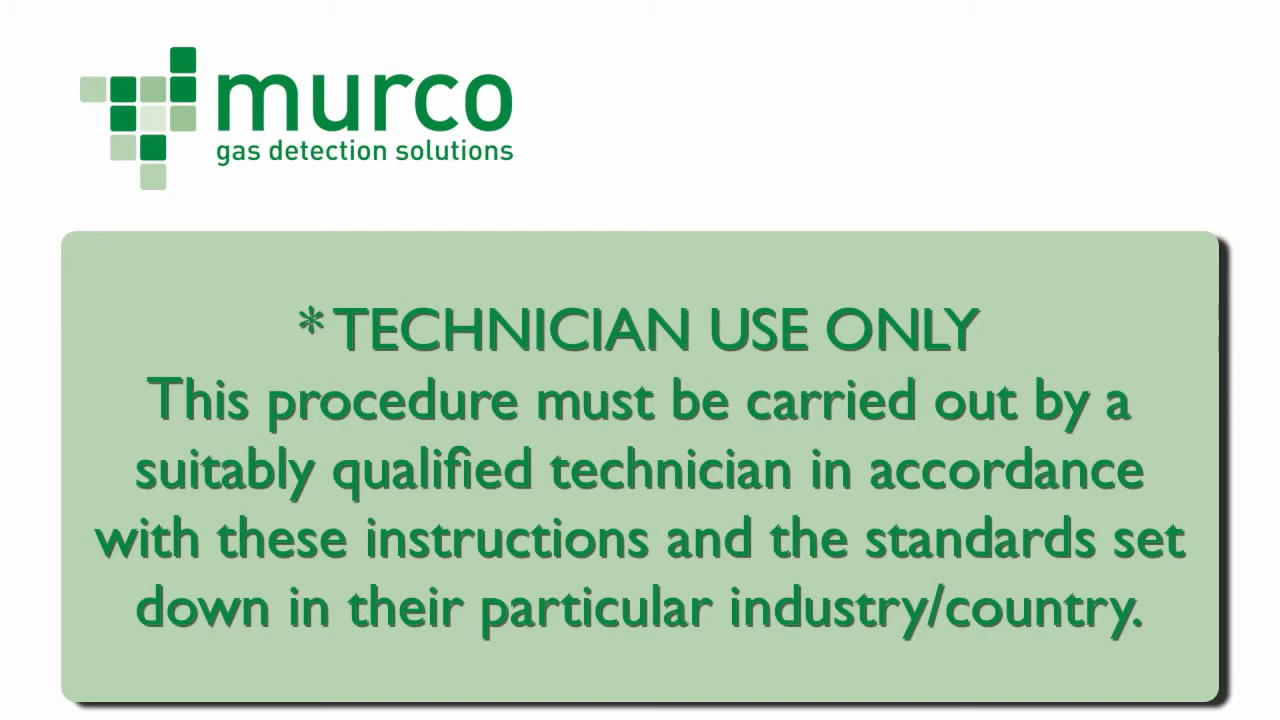 murco
gas detection solutions
* TECHNICIAN USE ONLY
This procedure must be carried out by a
suitably qualified technician in accordance
with these instructions and the standards set
down in their particular industry/country.